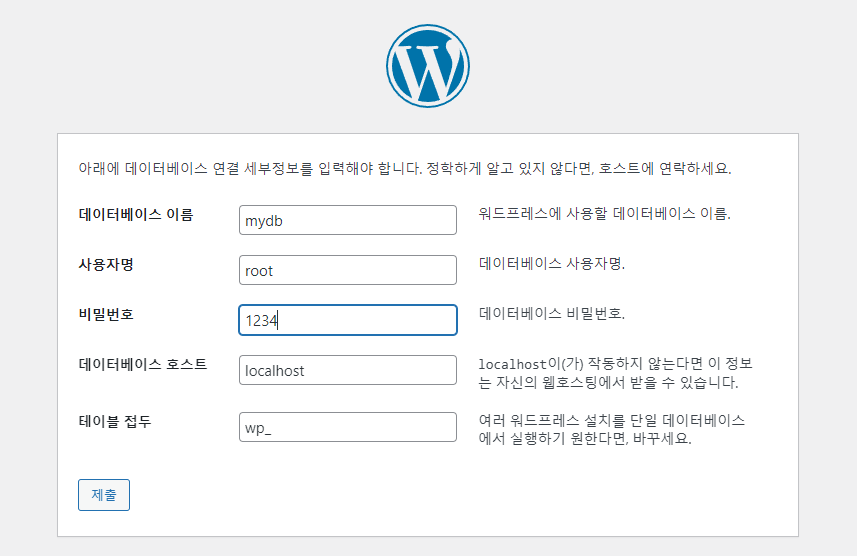 아래에 데이터베이스 연결 세부정보를 입력해야 합니다. 정학하게 알고 있지 않다면, 호스트에 연락하세요.
데이터베이스 이름 mydb 워드프레스에 사용할 데이터베이스 이름.
사용자명 root 데이터베이스 사용자명.
비밀번호 1234 데이터베이스 비밀번호.
데이터베이스 호스트 localhost localhost이(가) 작동하지 않는다면 이 정보
는 자신의 웹호스팅에서 받을 수 있습니다.
테이블 접두 wp_ 여러 워드프레스 설치를 단일 데이터베이스
에서 실행하기 원한다면, 바꾸세요.
제출